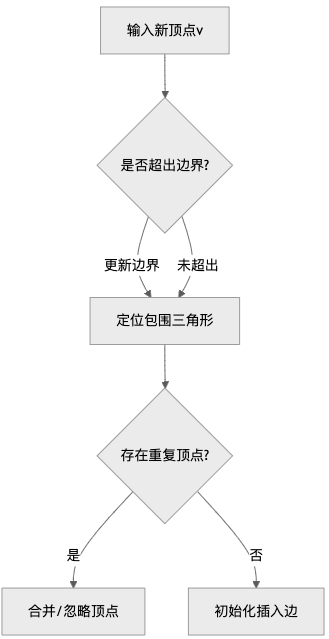 输入新顶点v
是否超出边界?
更新边界
未超出
定位包围三角形
存在重复顶点?
是
否
合并/忽略顶点
初始化插入边